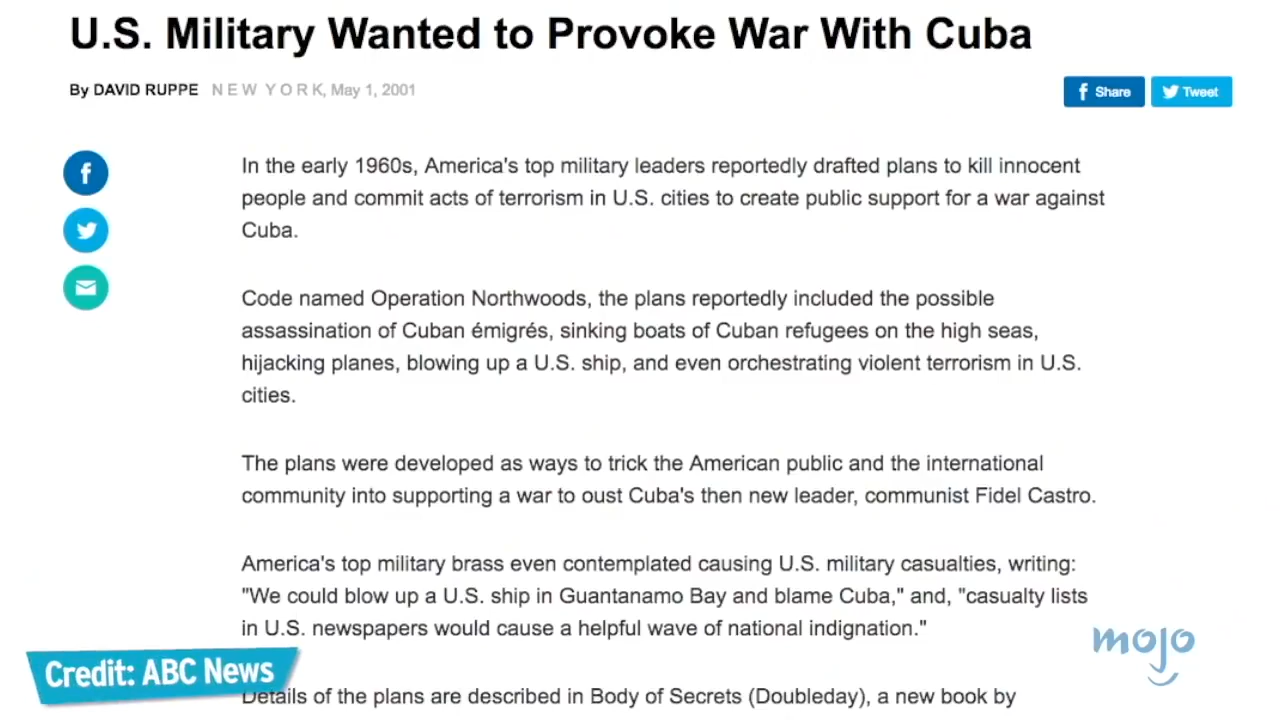 U.S. Military Wanted to Provoke War With Cuba
By DAVID RUPPE NEW YORK, May 1, 2001
Share
Tweet
In the early 1960s, America's top military leaders reportedly drafted plans to kill innocent
people and commit acts of terrorism in U.S. cities to create public support for a war against
Cuba.
Code named Operation Northwoods, the plans reportedly included the possible
assassination of Cuban émigrés, sinking boats of Cuban refugees on the high seas,
hijacking planes, blowing up a U.S. ship, and even orchestrating violent terrorism in U.S.
cities.
The plans were developed as ways to trick the American public and the international
community into supporting a war to oust Cuba's then new leader, communist Fidel Castro.
America's top military brass even contemplated causing U.S. military casualties, writing:
"We could blow up a U.S. ship in Guantanamo Bay and blame Cuba," and, "casualty lists
in U.S. newspapers would cause a helpful wave of national indignation."
Credit: ABC News
mojo
Details of the plans are described in Body of Secrets (Doubleday), a new book by